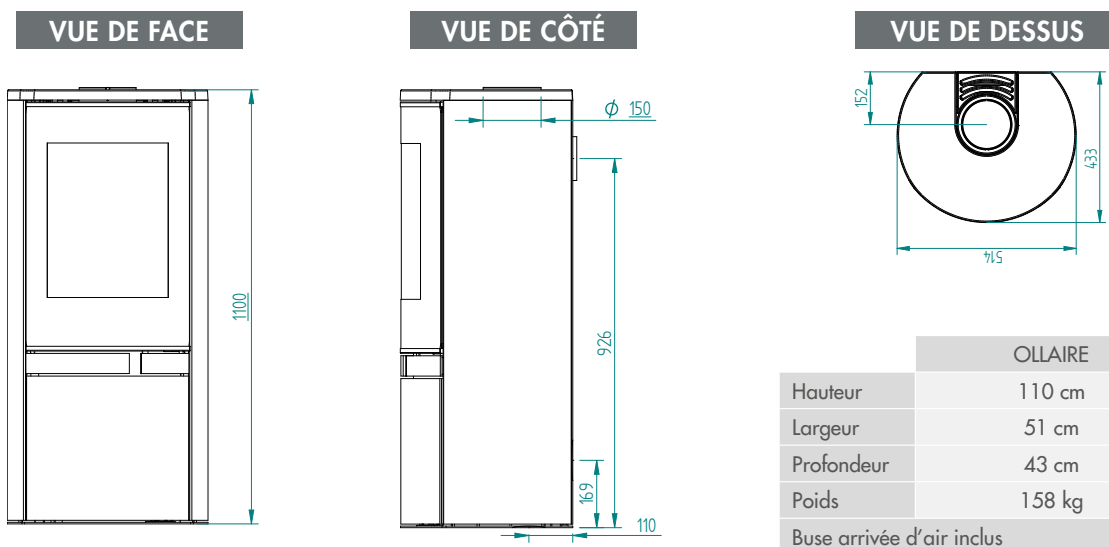 VUE DE FACE
VUE DE CÔTÉ
VUE DE DESSUS
1100
Φ 150
926
169
110
152
433
514
OLLAIRE
Hauteur 110 cm
Largeur 51 cm
Profondeur 43 cm
Poids 158 kg
Buse arrivée d'air inclus